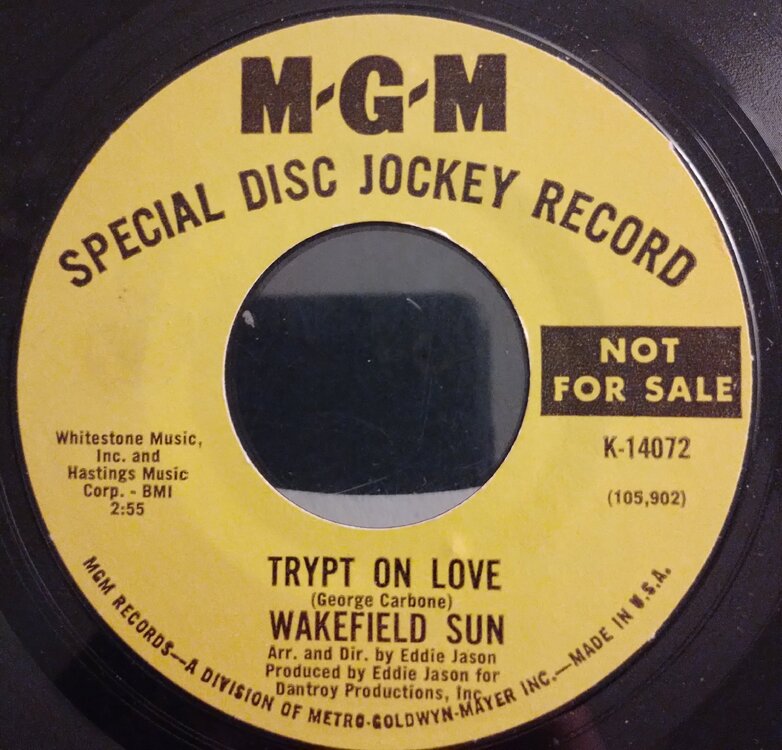 M-G-M
SPECIAL DISC JOCKEY RECORD
NOT
FOR SALE
K-14072
(105,902)
Whitestone Music,
Inc. and
Hastings Music
Corp. - BMI
2:55
TRYPT ON LOVE
(George Carbone)
WAKEFIELD SUN
Arr. and Dir. by Eddie Jason
Produced by Eddie Jason for
Dantroy Productions, Inc.
MGM RECORDS—A DIVISION OF METRO-GOLDWYN-MAYER INC.—MADE IN U.S.A.